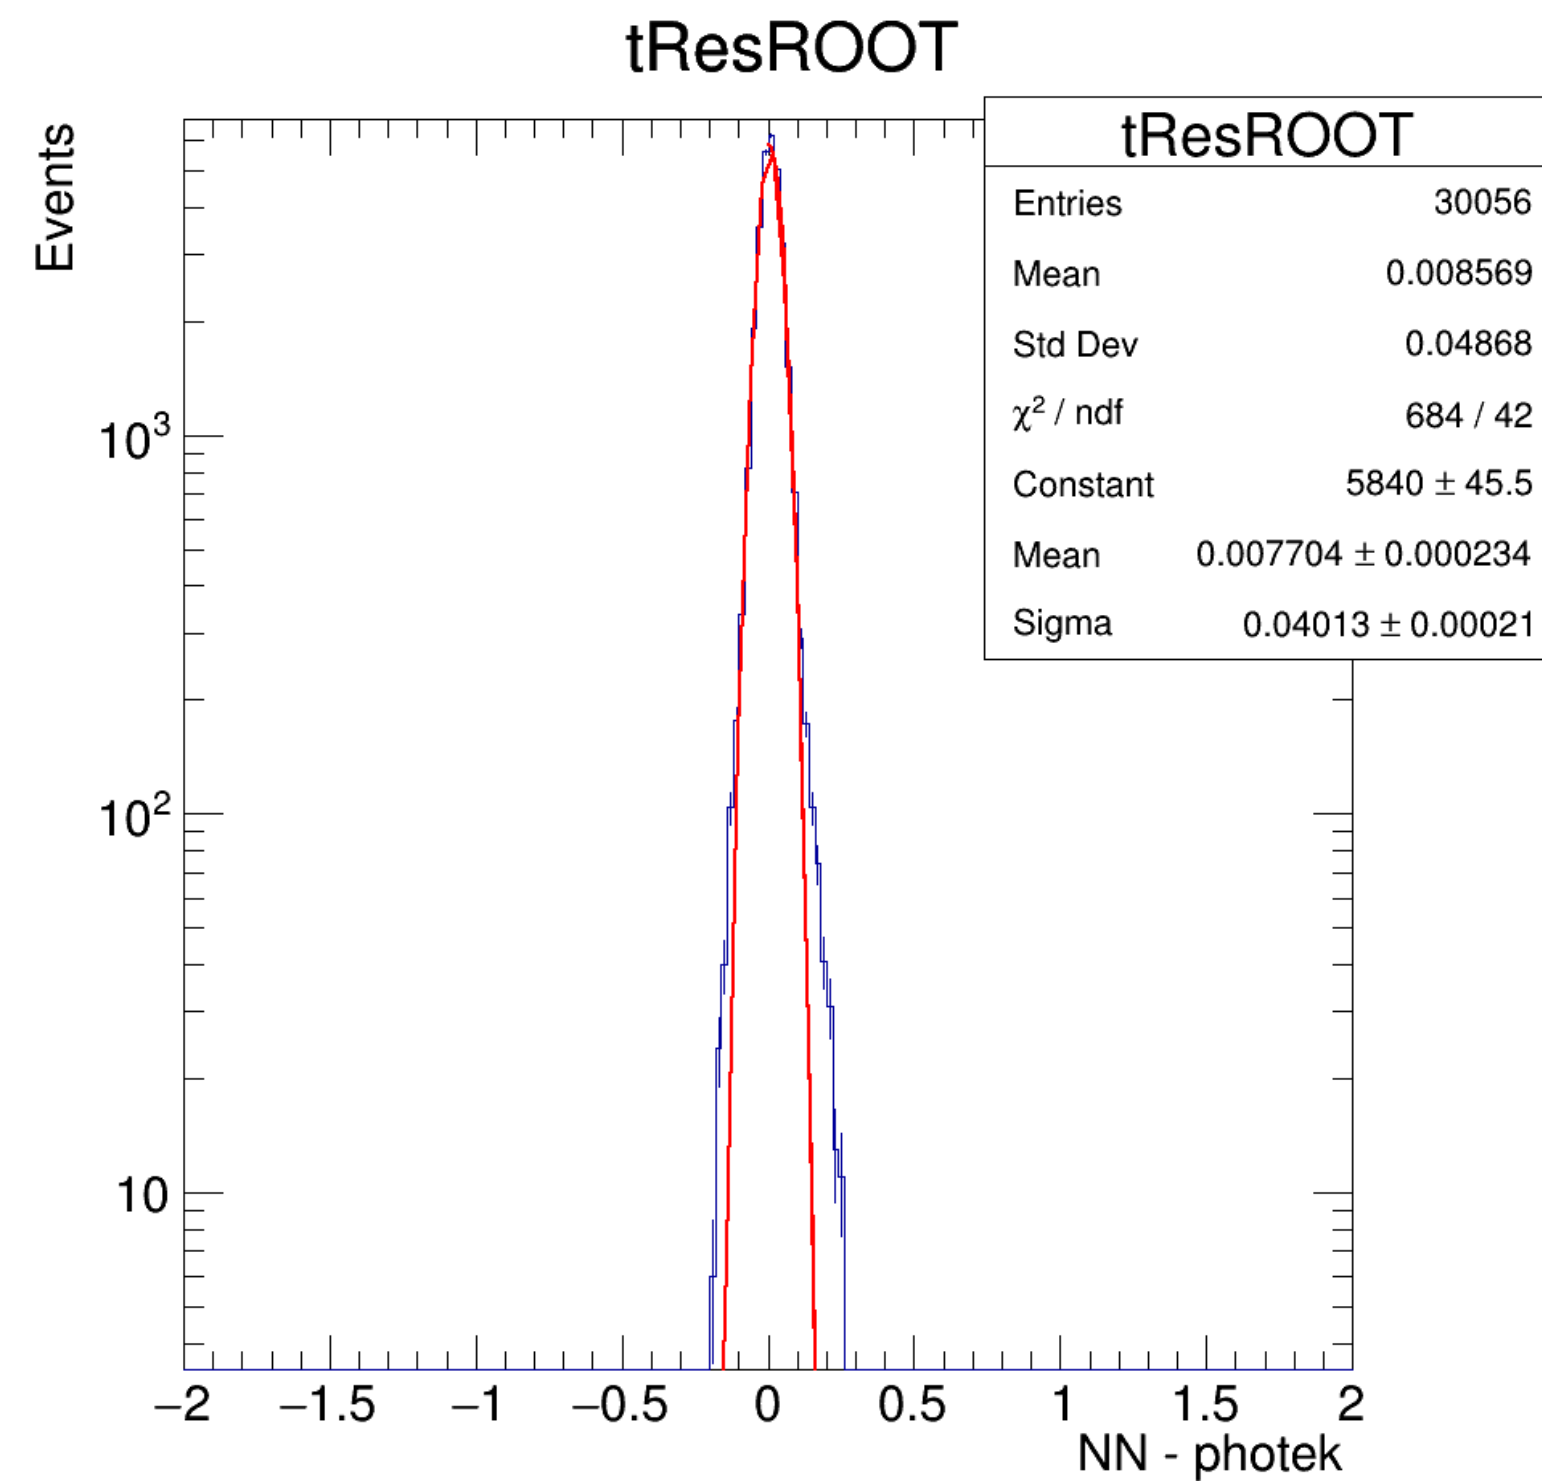 tResROOT
Events
tResROOT
Entries 30056
Mean 0.008569
Std Dev 0.04868
χ² / ndf 684 / 42
Constant 5840 ± 45.5
Mean 0.007704 ± 0.000234
Sigma 0.04013 ± 0.00021
10³
10²
10
−2 −1.5 −1 −0.5 0 0.5 1 1.5 2
NN - photek